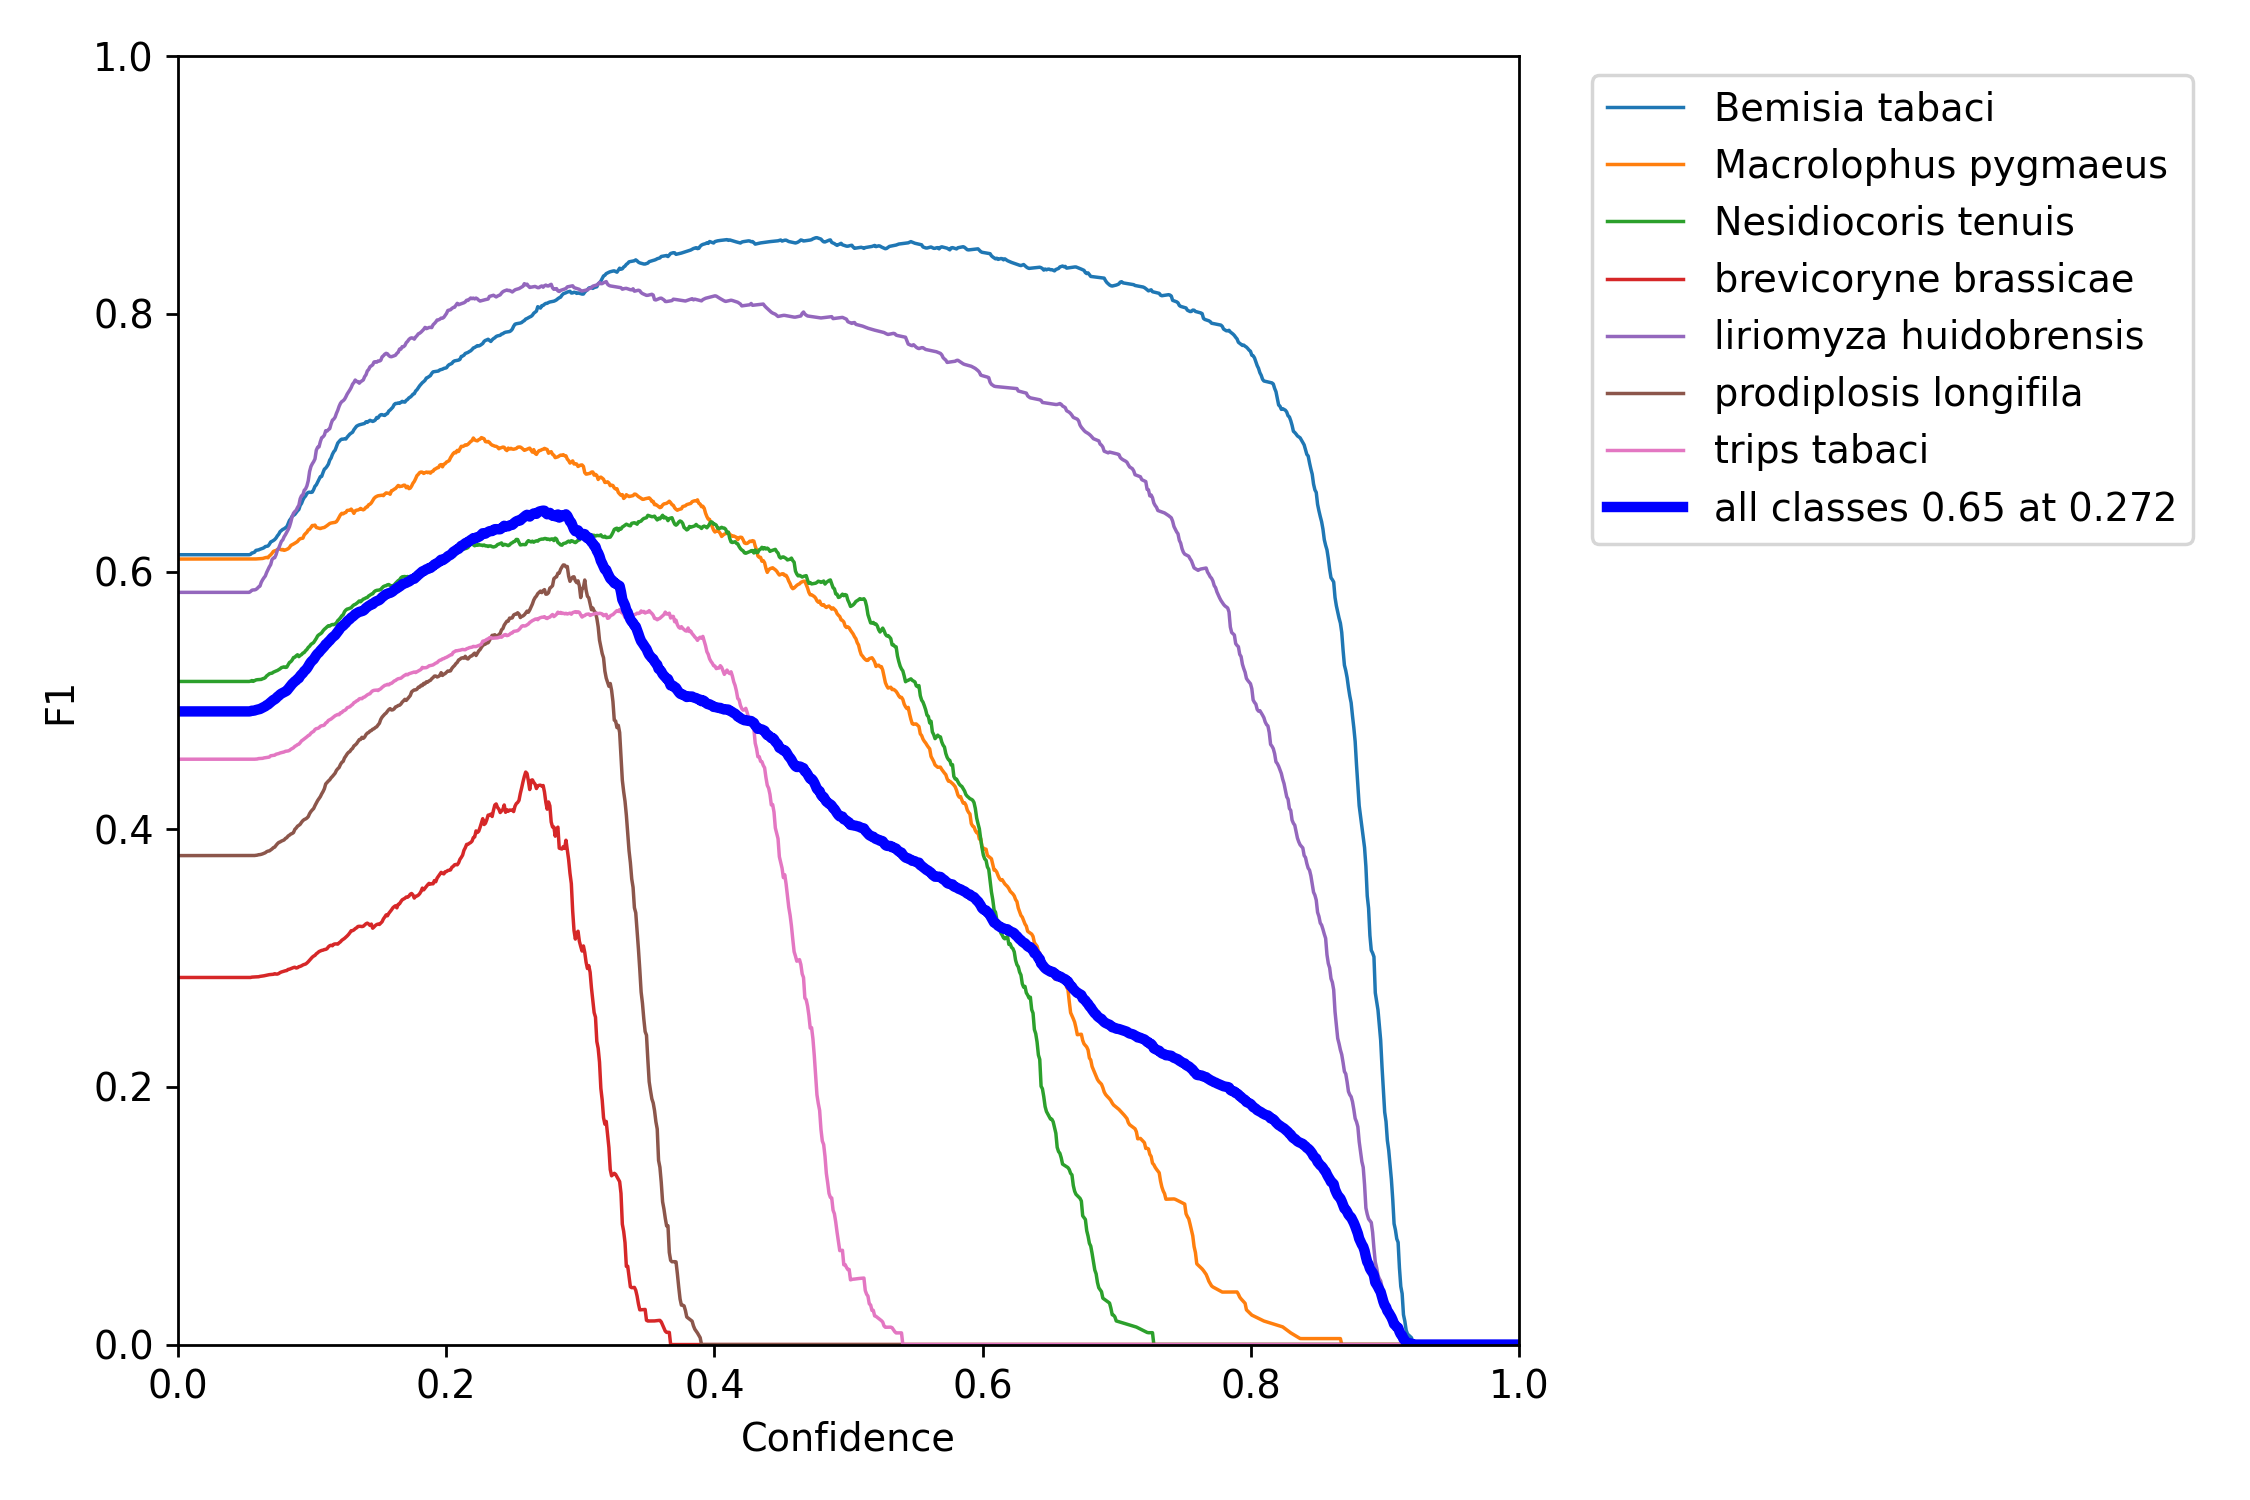 1.0
0.8
0.6
0.4
0.2
0.0
F1
0.0 0.2 0.4 0.6 0.8 1.0
Confidence
Bemisia tabaci
Macrolophus pygmaeus
Nesidiocoris tenuis
brevicoryne brassicae
liriomyza huidobrensis
prodiplosis longifila
trips tabaci
all classes 0.65 at 0.272